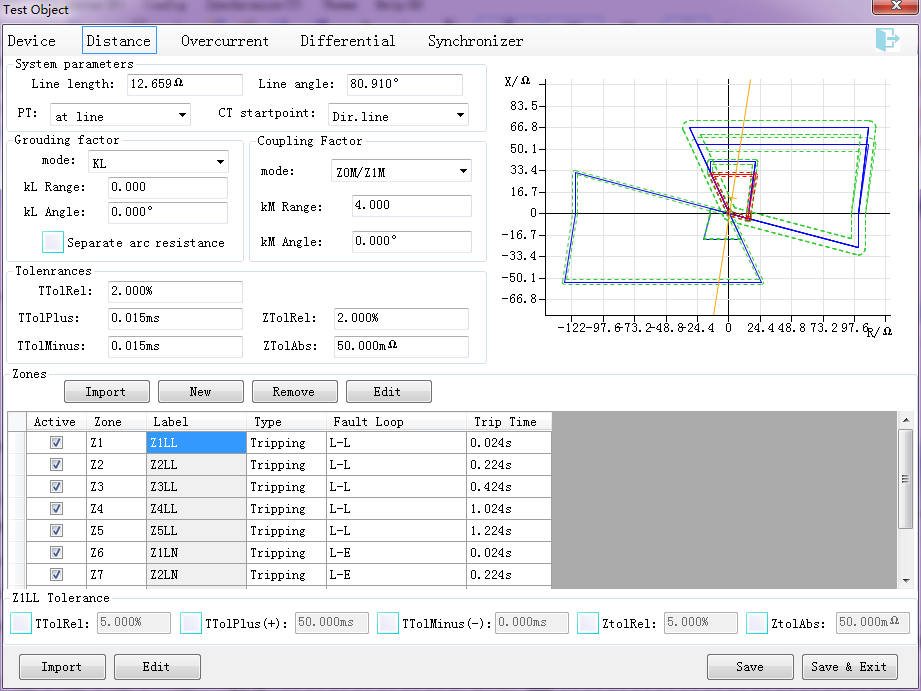 Test Object
Device Distance Overcurrent Differential Synchronizer
System parameters
Line length: 12.659Ω Line angle: 80.910°
PT: at line CT startpoint: Dir.line
Grouding factor
mode: KL
kL Range: 0.000
kL Angle: 0.000°
Separate arc resistance
Coupling Factor
mode: Z0M/Z1M
kM Range: 4.000
kM Angle: 0.000°
Tolenrances
TTolRel: 2.000%
TTolPlus: 0.015ms ZTolRel: 2.000%
TTolMinus: 0.015ms ZTolAbs: 50.000mΩ
X/Ω
83.5
66.8
50.1
33.4
16.7
0
-16.7
-33.4
-50.1
-66.8
-122 -97.6 -73.2 -48.8 -24.4 0 24.4 48.8 73.2 97.6
R/Ω
Zones
Import New Remove Edit
Active Zone Label Type Fault Loop Trip Time
Z1 Z1LL Tripping L-L 0.024s
Z2 Z2LL Tripping L-L 0.224s
Z3 Z3LL Tripping L-L 0.424s
Z4 Z4LL Tripping L-L 1.024s
Z5 Z5LL Tripping L-L 1.224s
Z6 Z1LN Tripping L-E 0.024s
Z7 Z2LN Tripping L-E 0.224s
Z1LL Tolerance
TTolRel: 5.000% TTolPlus(+): 50.000ms TTolMinus(-): 0.000ms ZtolRel: 5.000% ZtolAbs: 50.000mΩ
Import Edit Save Save & Exit